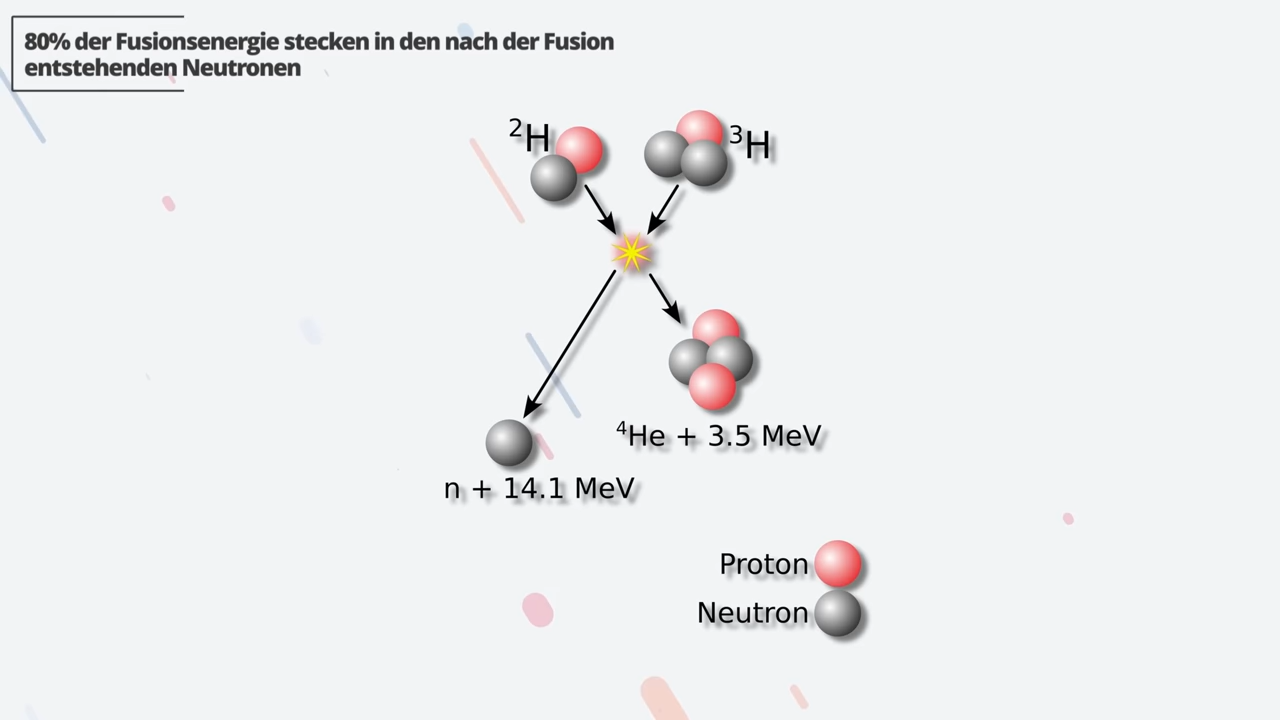 80% der Fusionsenergie stecken in den nach der Fusion
entstehenden Neutronen
²H
³H
⁴He + 3.5 MeV
n + 14.1 MeV
Proton
Neutron